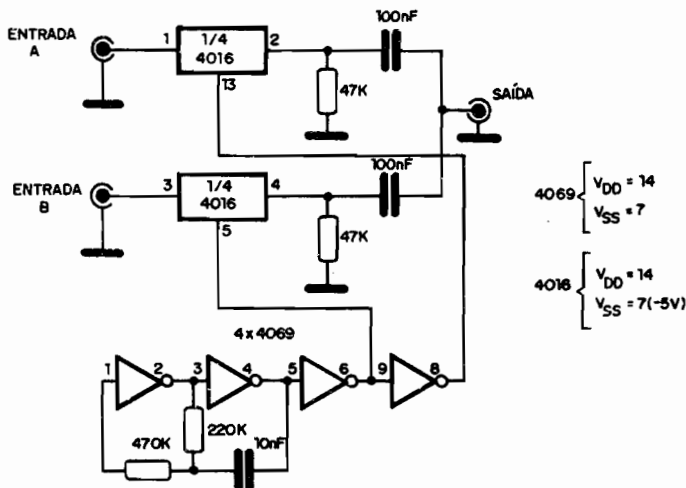 ENTRADA
A
1
1/4
4016
2
13
100nF
47K
SAÍDA
ENTRADA
B
3
1/4
4016
4
5
100nF
47K
4069
VDD = 14
VSS = 7
4016
VDD = 14
VSS = 7(-5V)
4 x 4069
1
2
3
4
5
6
9
8
470K
220K
10nF